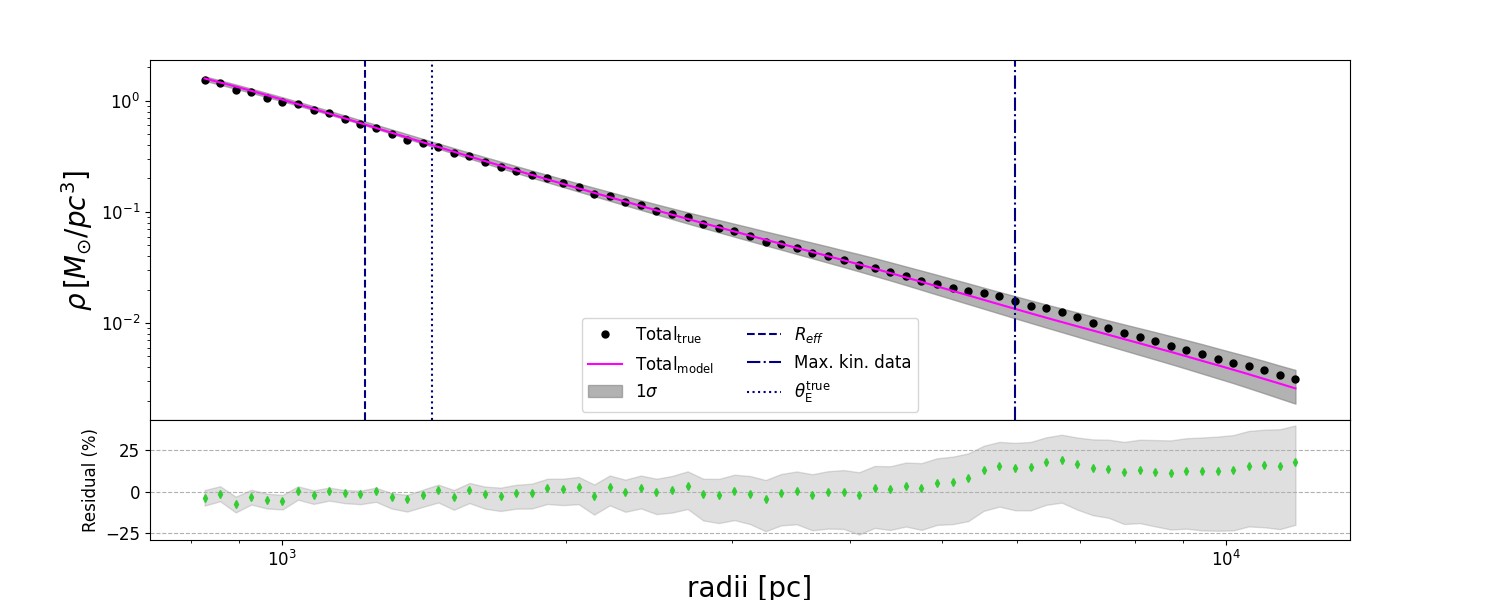 10⁰
10⁻¹
10⁻²
ρ [M⊙/pc³]
Total_true
Total_model
1σ
R_eff
Max. kin. data
θ_E^true
25
0
−25
Residual (%)
10³
10⁴
radii [pc]